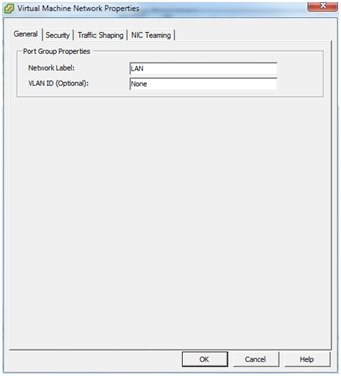 Virtual Machine Network Properties
General Security Traffic Shaping NIC Teaming
Port Group Properties
Network Label: LAN
VLAN ID (Optional): None
OK Cancel Help